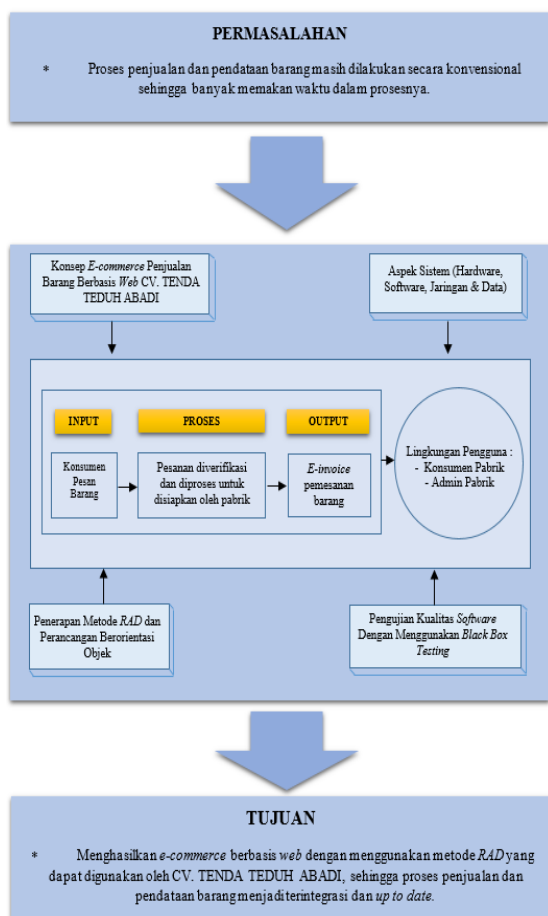 PERMASALAHAN
* Proses penjualan dan pendataan barang masih dilakukan secara konvensional
sehingga banyak memakan waktu dalam prosesnya.
Konsep E-commerce Penjualan
Barang Berbasis Web CV. TENDA
TEDUH ABADI
Aspek Sistem (Hardware,
Software, Jaringan & Data)
INPUT
PROSES
OUTPUT
Konsumen
Pesan
Barang
Pesanan diverifikasi
dan diproses untuk
disiapkan oleh pabrik
E-invoice
pemesanan
barang
Lingkungan Pengguna :
- Konsumen Pabrik
- Admin Pabrik
Penerapan Metode RAD dan
Perancangan Berorientasi
Objek
Pengujian Kualitas Software
Dengan Menggunakan Black Box
Testing
TUJUAN
* Menghasilkan e-commerce berbasis web dengan menggunakan metode RAD yang
dapat digunakan oleh CV. TENDA TEDUH ABADI, sehingga proses penjualan dan
pendataan barang menjadi terintegrasi dan up to date.